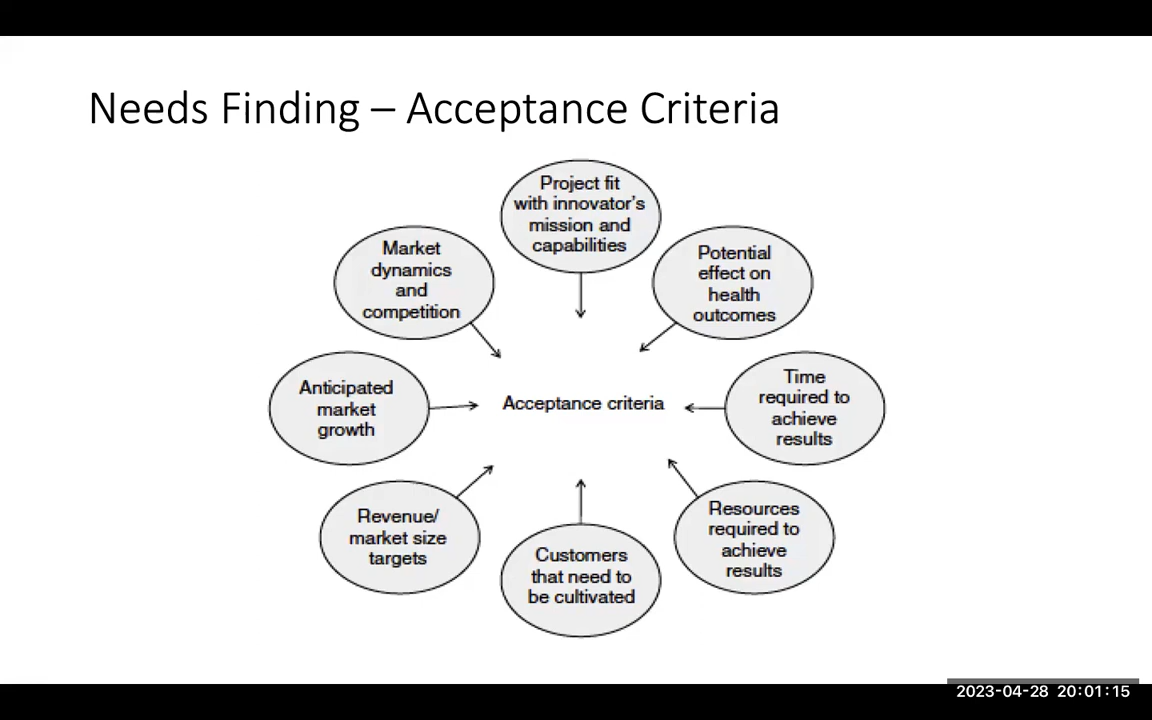 Needs Finding – Acceptance Criteria
Project fit
with innovator's
mission and
capabilities
Market
dynamics
and
competition
Potential
effect on
health
outcomes
Anticipated
market
growth
Acceptance criteria
Time
required to
achieve
results
Revenue/
market size
targets
Customers
that need to
be cultivated
Resources
required to
achieve
results
2023-04-28 20:01:15